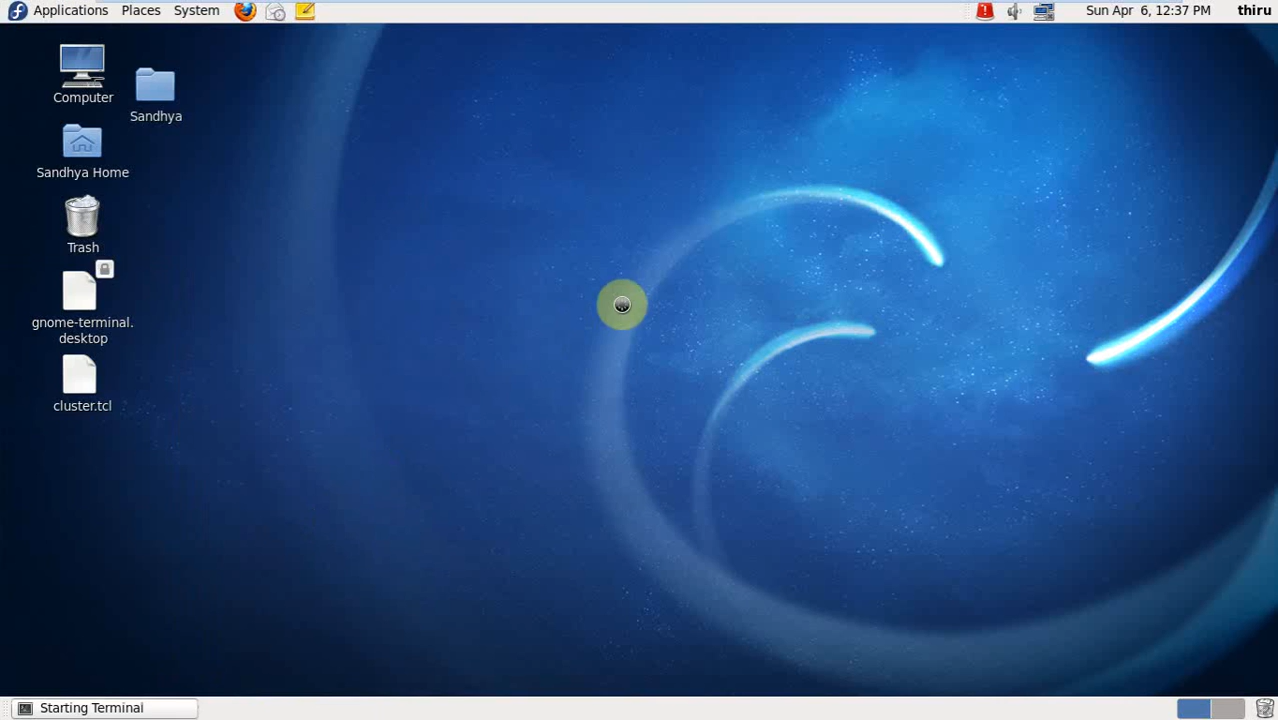 Applications Places System
Sun Apr 6, 12:37 PM thiru
Computer
Sandhya
Sandhya Home
Trash
gnome-terminal.
desktop
cluster.tcl
Starting Terminal